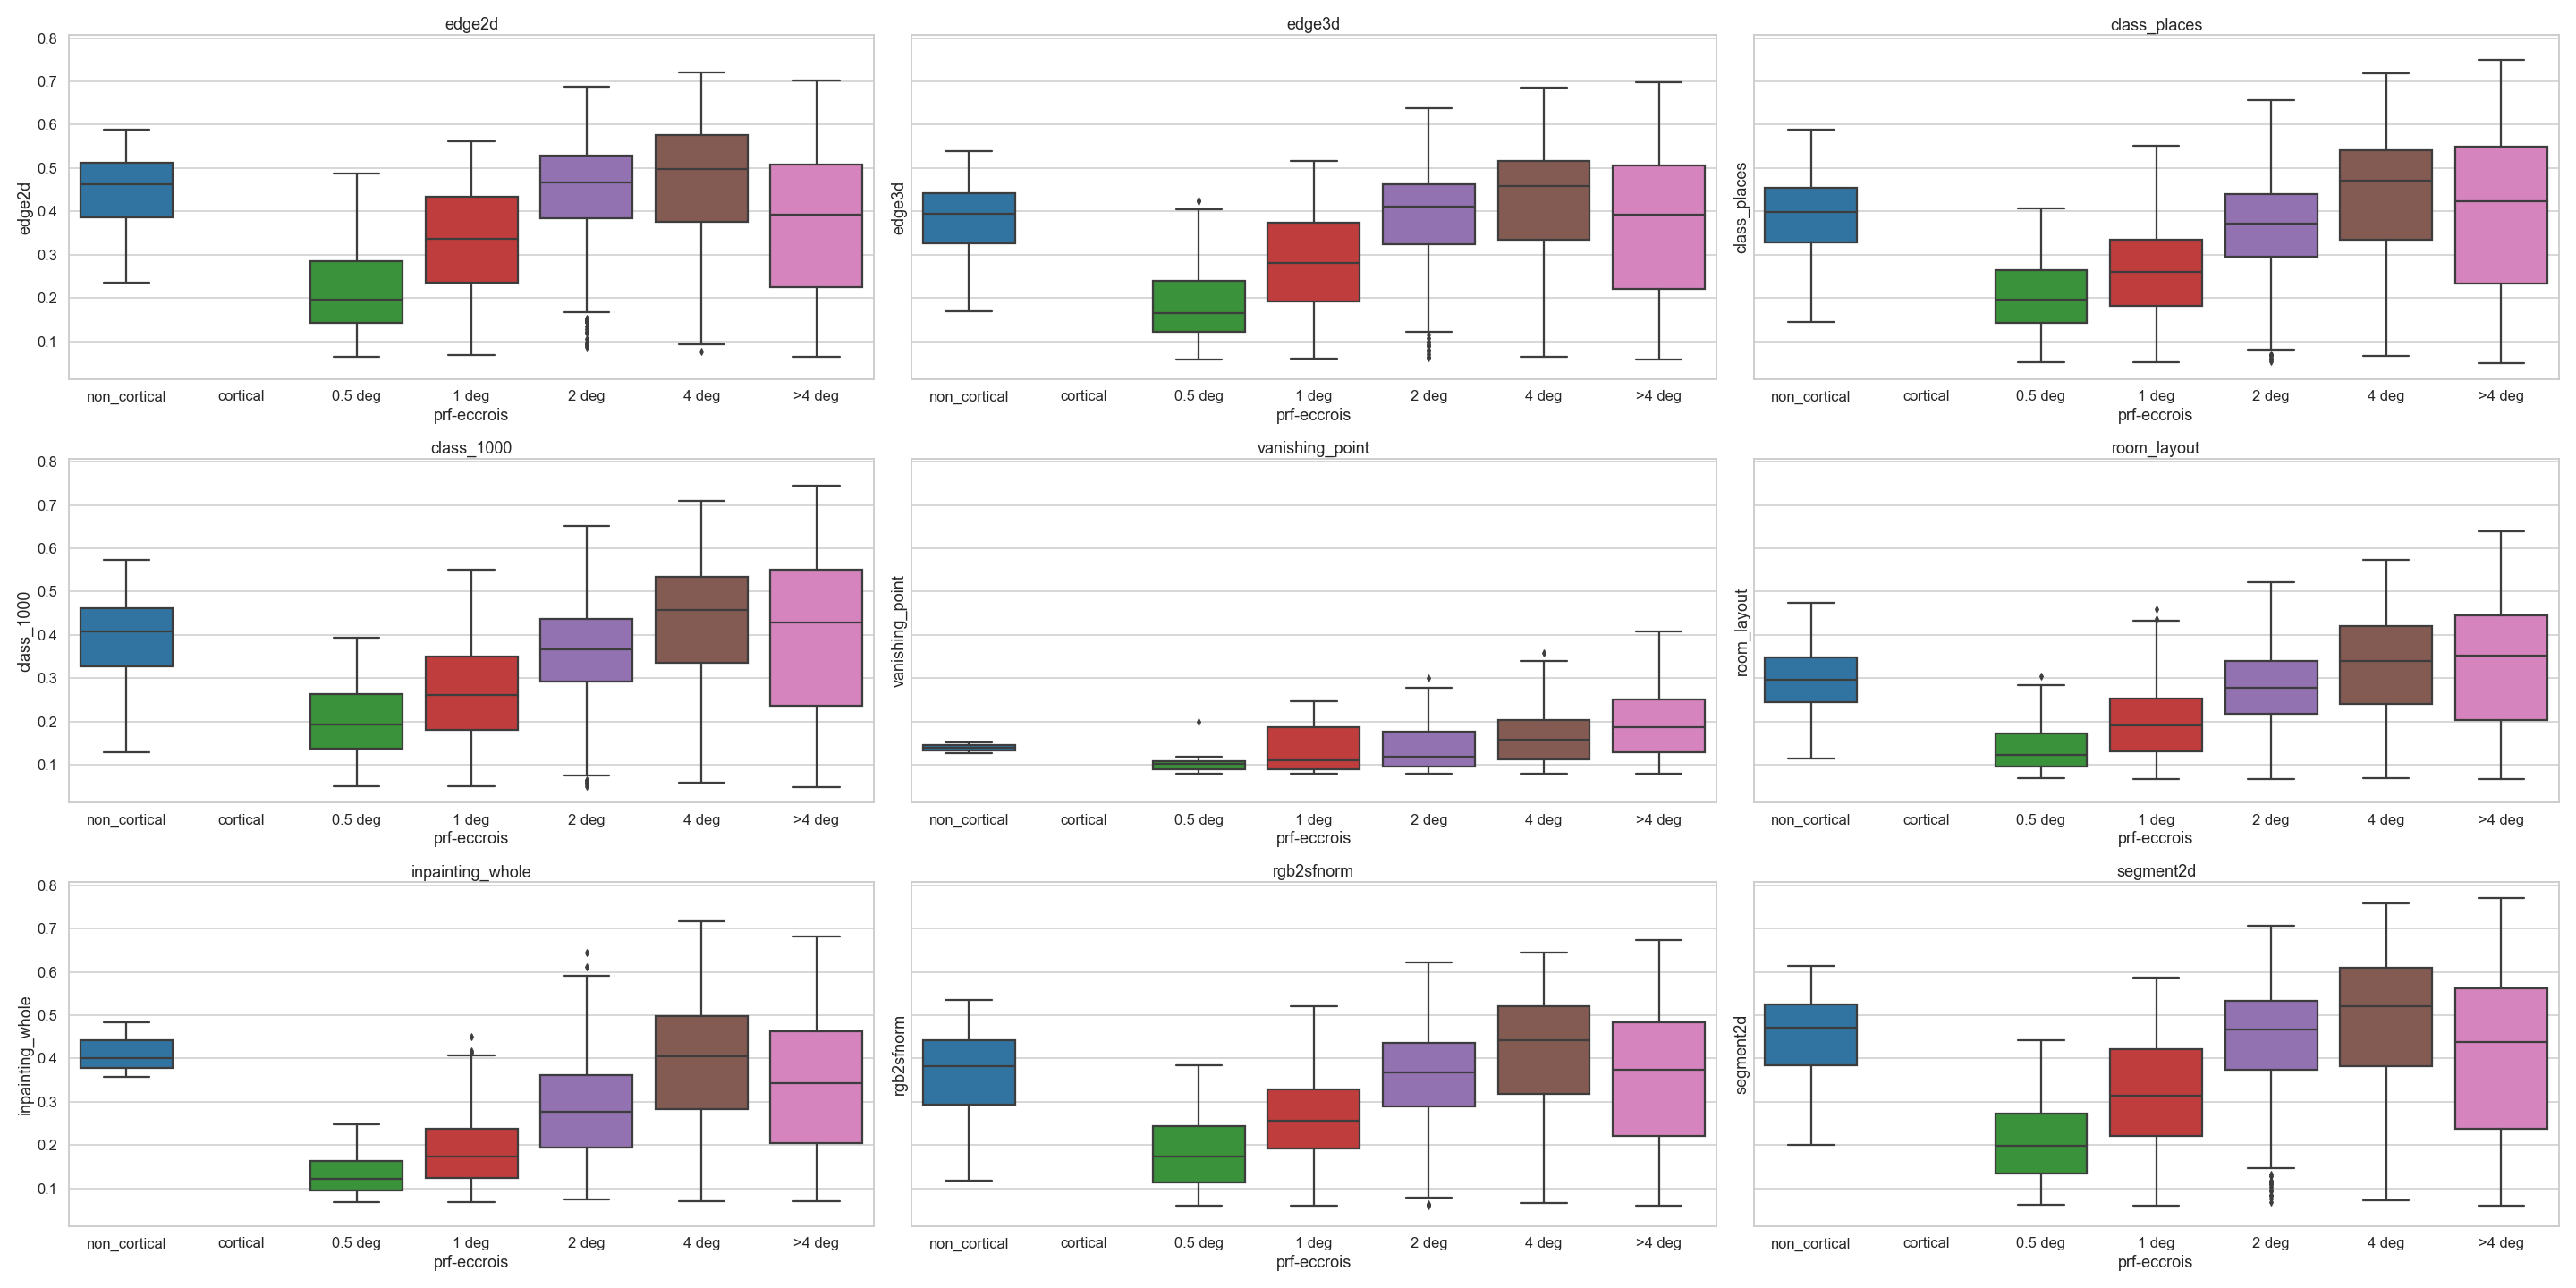 edge2d
edge3d
class_places
0.8
0.7
0.6
0.5
0.4
0.3
0.2
0.1
edge2d
edge3d
class_places
non_cortical cortical 0.5 deg 1 deg 2 deg 4 deg >4 deg
prf-eccrois
non_cortical cortical 0.5 deg 1 deg 2 deg 4 deg >4 deg
prf-eccrois
non_cortical cortical 0.5 deg 1 deg 2 deg 4 deg >4 deg
prf-eccrois
class_1000
vanishing_point
room_layout
0.8
0.7
0.6
0.5
0.4
0.3
0.2
0.1
class_1000
vanishing_point
room_layout
non_cortical cortical 0.5 deg 1 deg 2 deg 4 deg >4 deg
prf-eccrois
non_cortical cortical 0.5 deg 1 deg 2 deg 4 deg >4 deg
prf-eccrois
non_cortical cortical 0.5 deg 1 deg 2 deg 4 deg >4 deg
prf-eccrois
inpainting_whole
rgb2sfnorm
segment2d
0.8
0.7
0.6
0.5
0.4
0.3
0.2
0.1
inpainting_whole
rgb2sfnorm
segment2d
non_cortical cortical 0.5 deg 1 deg 2 deg 4 deg >4 deg
prf-eccrois
non_cortical cortical 0.5 deg 1 deg 2 deg 4 deg >4 deg
prf-eccrois
non_cortical cortical 0.5 deg 1 deg 2 deg 4 deg >4 deg
prf-eccrois